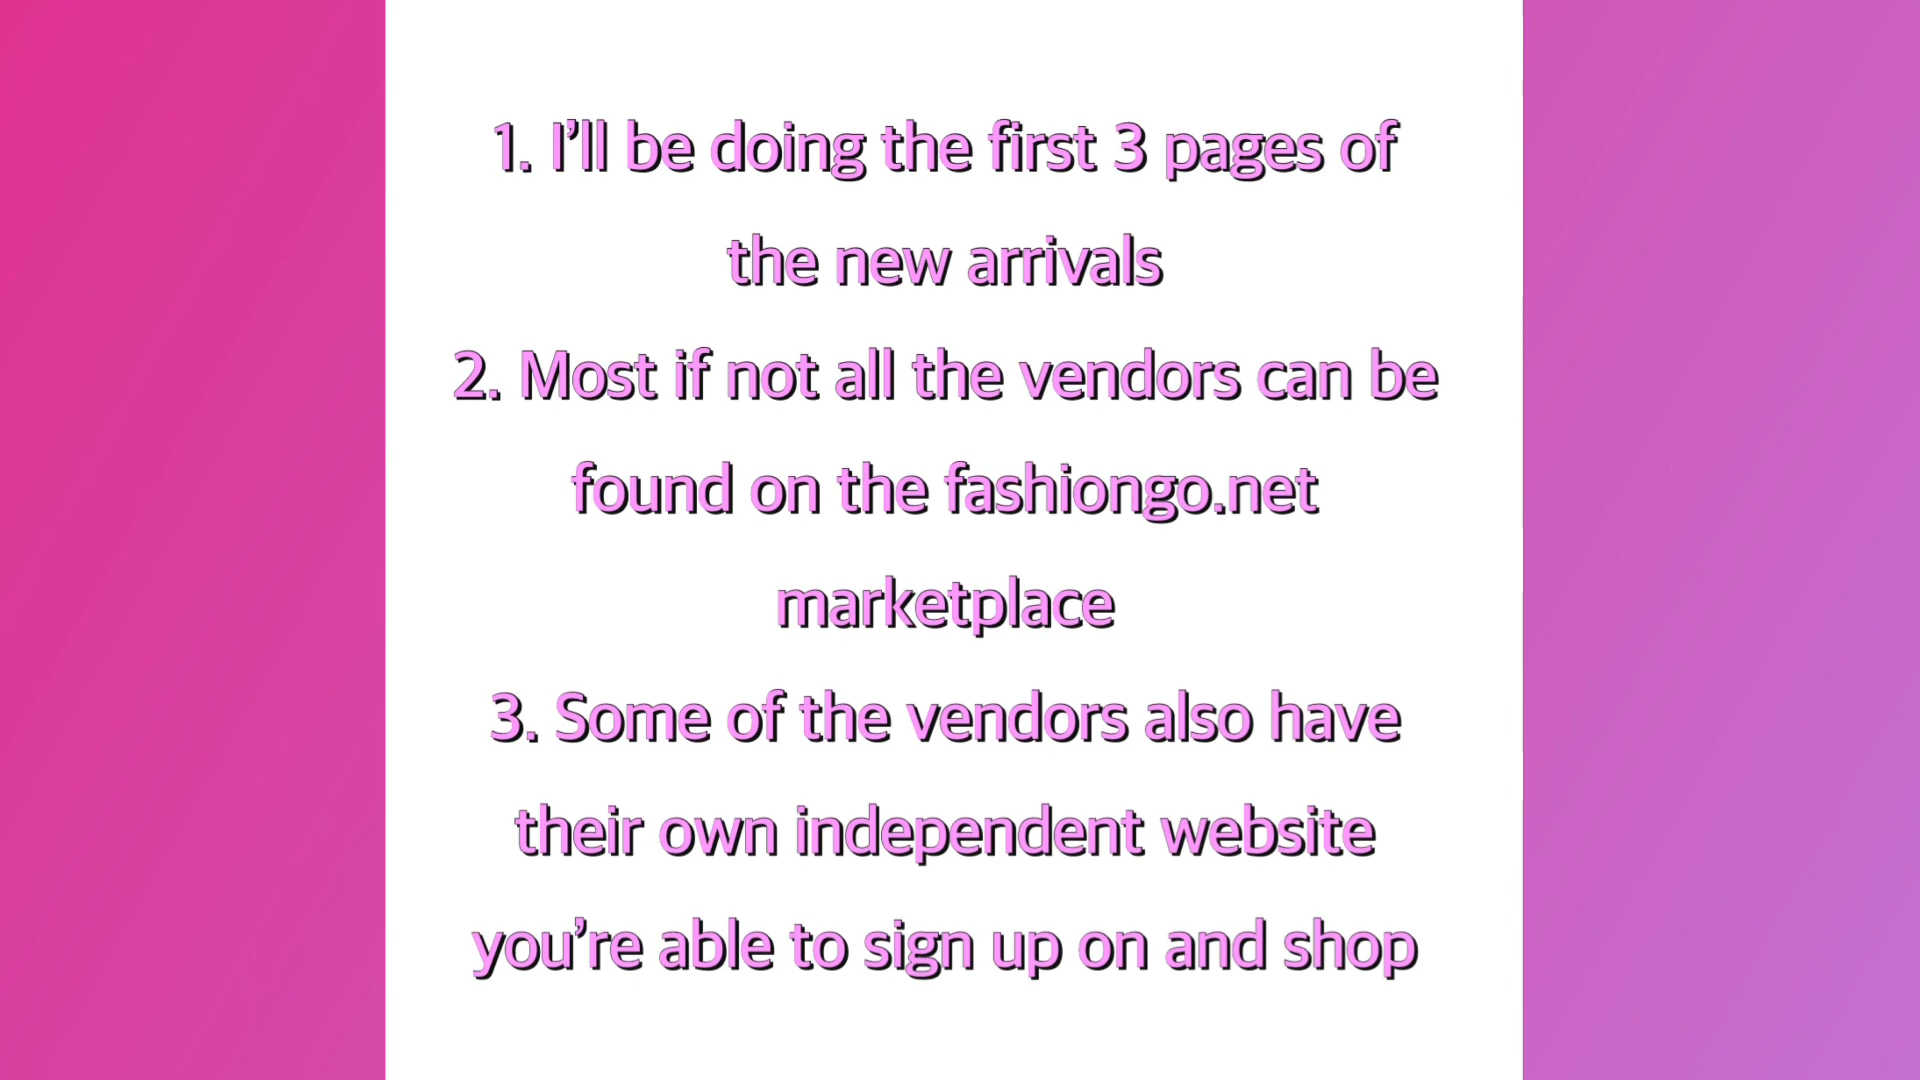 1. I’ll be doing the first 3 pages of
the new arrivals
2. Most if not all the vendors can be
found on the fashiongo.net
marketplace
3. Some of the vendors also have
their own independent website
you’re able to sign up on and shop